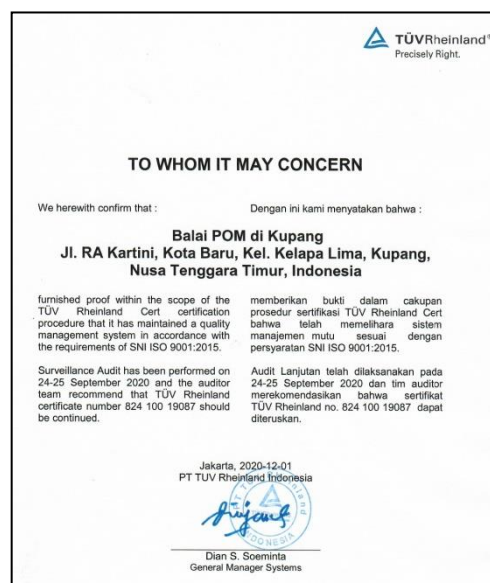 TÜVRheinland®
Precisely Right.
TO WHOM IT MAY CONCERN
We herewith confirm that :
Dengan ini kami menyatakan bahwa :
Balai POM di Kupang
Jl. RA Kartini, Kota Baru, Kel. Kelapa Lima, Kupang,
Nusa Tenggara Timur, Indonesia
furnished proof within the scope of the
TÜV Rheinland Cert certification
procedure that it has maintained a quality
management system in accordance with
the requirements of SNI ISO 9001:2015.
Surveillance Audit has been performed on
24-25 September 2020 and the auditor
team recommend that TÜV Rheinland
certificate number 824 100 19087 should
be continued.
memberikan bukti dalam cakupan
prosedur sertifikasi TÜV Rheinland Cert
bahwa telah memelihara sistem
manajemen mutu sesuai dengan
persyaratan SNI ISO 9001:2015.
Audit Lanjutan telah dilaksanakan pada
24-25 September 2020 dan tim auditor
merekomendasikan bahwa sertifikat
TÜV Rheinland no. 824 100 19087 dapat
diteruskan.
Jakarta, 2020-12-01
PT TUV Rheinland Indonesia
Dian S. Soeminta
General Manager Systems